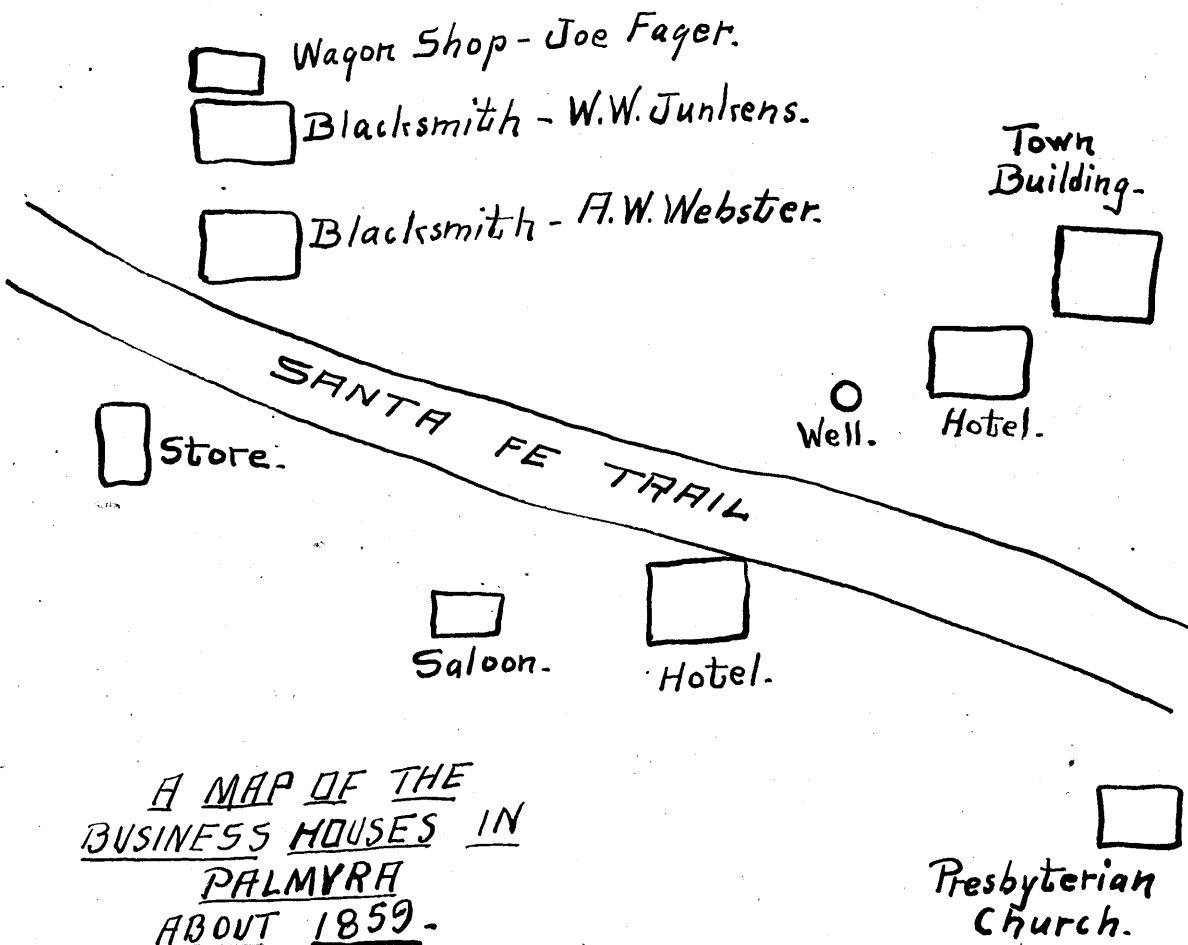 Wagon Shop - Joe Fager.
Blacksmith - W.W. Junkens.
Town
Building-
Blacksmith - A.W. Webster.
SANTA FE TRAIL
Well.
Hotel.
Store.
Saloon.
Hotel.
A MAP OF THE
BUSINESS HOUSES IN
PALMYRA
ABOUT 1859-
Presbyterian
Church.